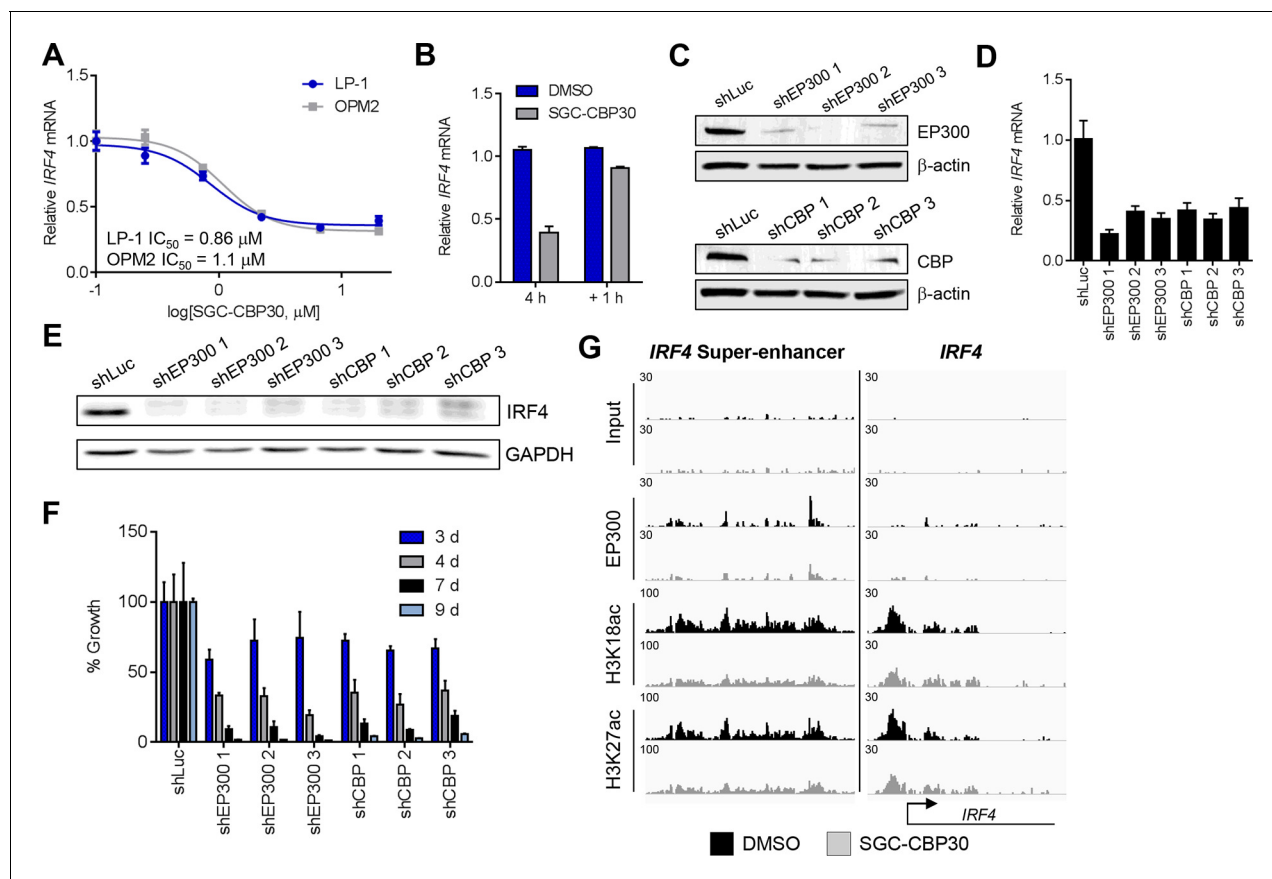 A
Relative IRF4 mRNA
1.5
1.0
0.5
0.0
-1
0
1
log[SGC-CBP30, µM]
LP-1
OPM2
LP-1 IC50 = 0.86 µM
OPM2 IC50 = 1.1 µM
B
Relative IRF4 mRNA
1.5
1.0
0.5
0.0
DMSO
SGC-CBP30
4 h
+ 1 h
C
shLuc
shEP300 1
shEP300 2
shEP300 3
EP300
β-actin
shLuc
shCBP 1
shCBP 2
shCBP 3
CBP
β-actin
D
Relative IRF4 mRNA
1.5
1.0
0.5
0.0
shLuc
shEP300 1
shEP300 2
shEP300 3
shCBP 1
shCBP 2
shCBP 3
E
shLuc
shEP300 1
shEP300 2
shEP300 3
shCBP 1
shCBP 2
shCBP 3
IRF4
GAPDH
F
% Growth
150
100
50
0
3 d
4 d
7 d
9 d
shLuc
shEP300 1
shEP300 2
shEP300 3
shCBP 1
shCBP 2
shCBP 3
G
IRF4 Super-enhancer
IRF4
Input
30
30
30
30
EP300
30
30
30
30
H3K18ac
100
30
100
30
H3K27ac
100
30
100
30
IRF4
DMSO
SGC-CBP30